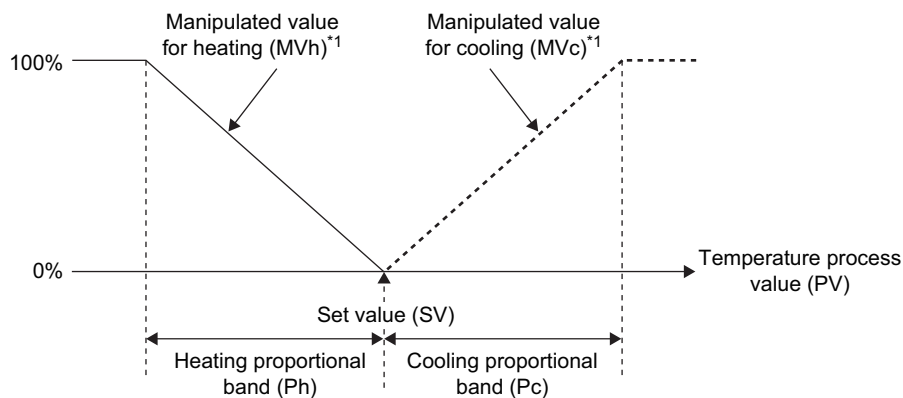 Manipulated value
for heating (MVh)*1
Manipulated value
for cooling (MVc)*1
100%
0%
Temperature process
value (PV)
Set value (SV)
Heating proportional
band (Ph)
Cooling proportional
band (Pc)